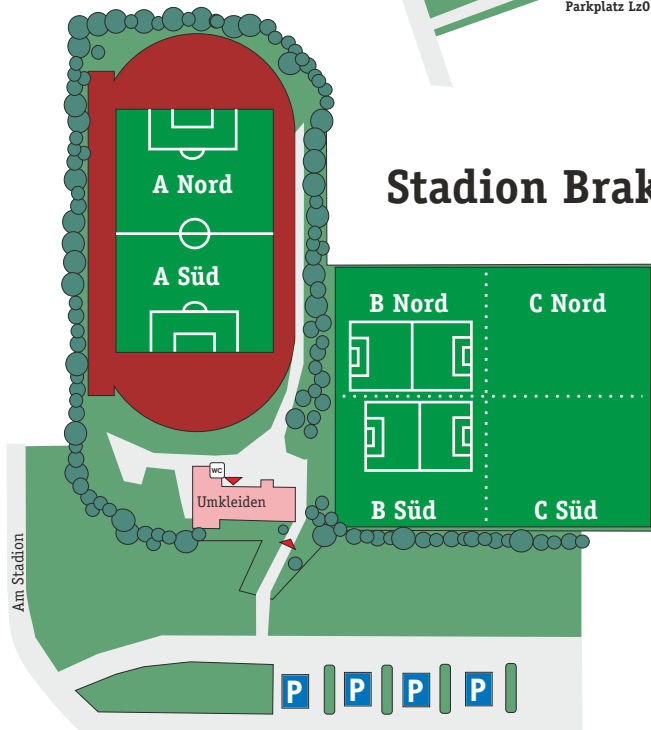 Parkplatz Lz0
A Nord
Stadion Brak
A Süd
B Nord
C Nord
WC
Umkleiden
B Süd
C Süd
Am Stadion
P
P
P
P